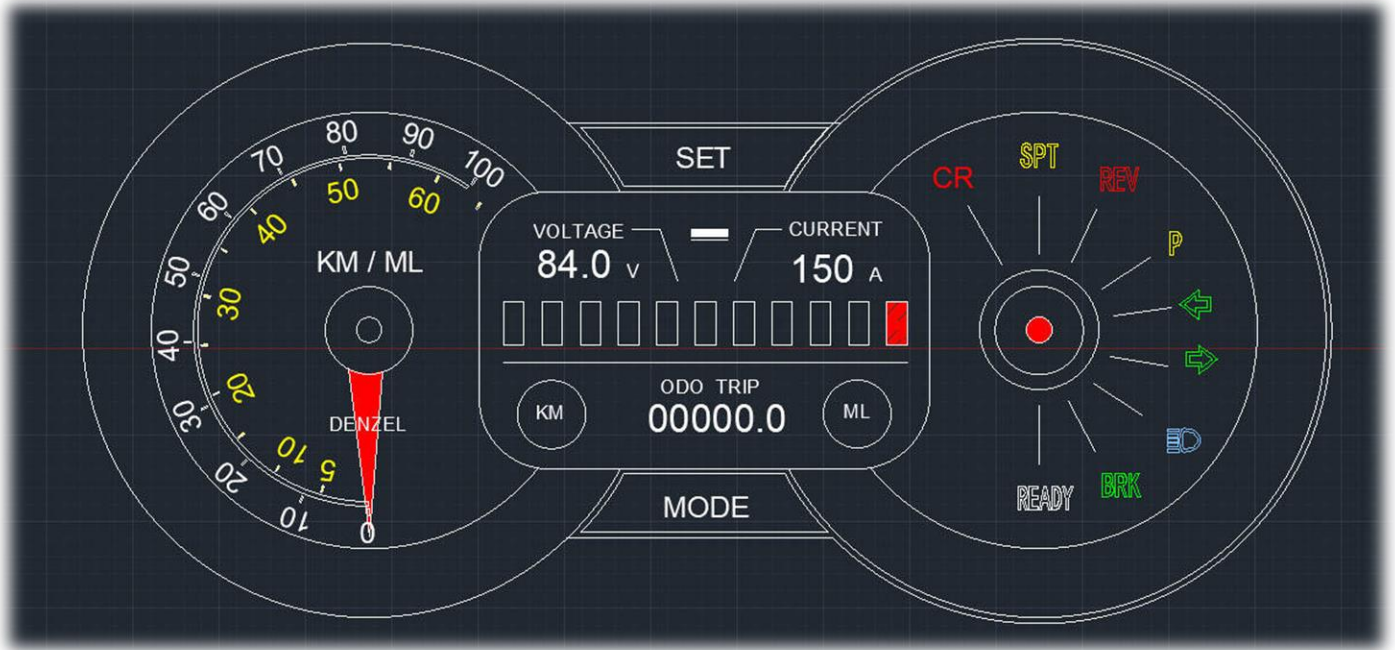 0
10
20
30
40
50
60
70
80
90
100
5
10
20
30
40
50
60
KM / ML
DENZEL
SET
VOLTAGE
84.0 V
CURRENT
150 A
ODO TRIP
KM
00000.0
ML
MODE
CR
SPT
REV
P
BRK
READY